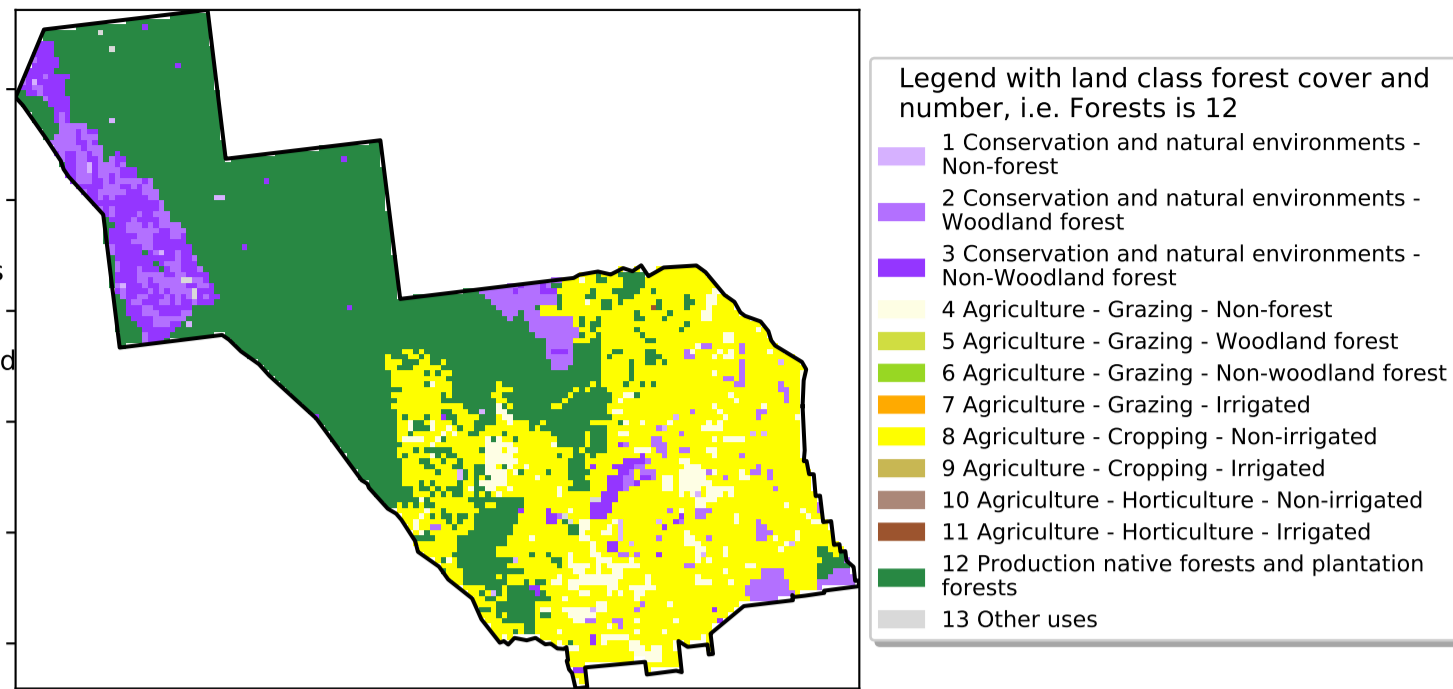 Legend with land class forest cover and
number, i.e. Forests is 12
1 Conservation and natural environments -
Non-forest
2 Conservation and natural environments -
Woodland forest
3 Conservation and natural environments -
Non-Woodland forest
4 Agriculture - Grazing - Non-forest
5 Agriculture - Grazing - Woodland forest
6 Agriculture - Grazing - Non-woodland forest
7 Agriculture - Grazing - Irrigated
8 Agriculture - Cropping - Non-irrigated
9 Agriculture - Cropping - Irrigated
10 Agriculture - Horticulture - Non-irrigated
11 Agriculture - Horticulture - Irrigated
12 Production native forests and plantation
forests
13 Other uses